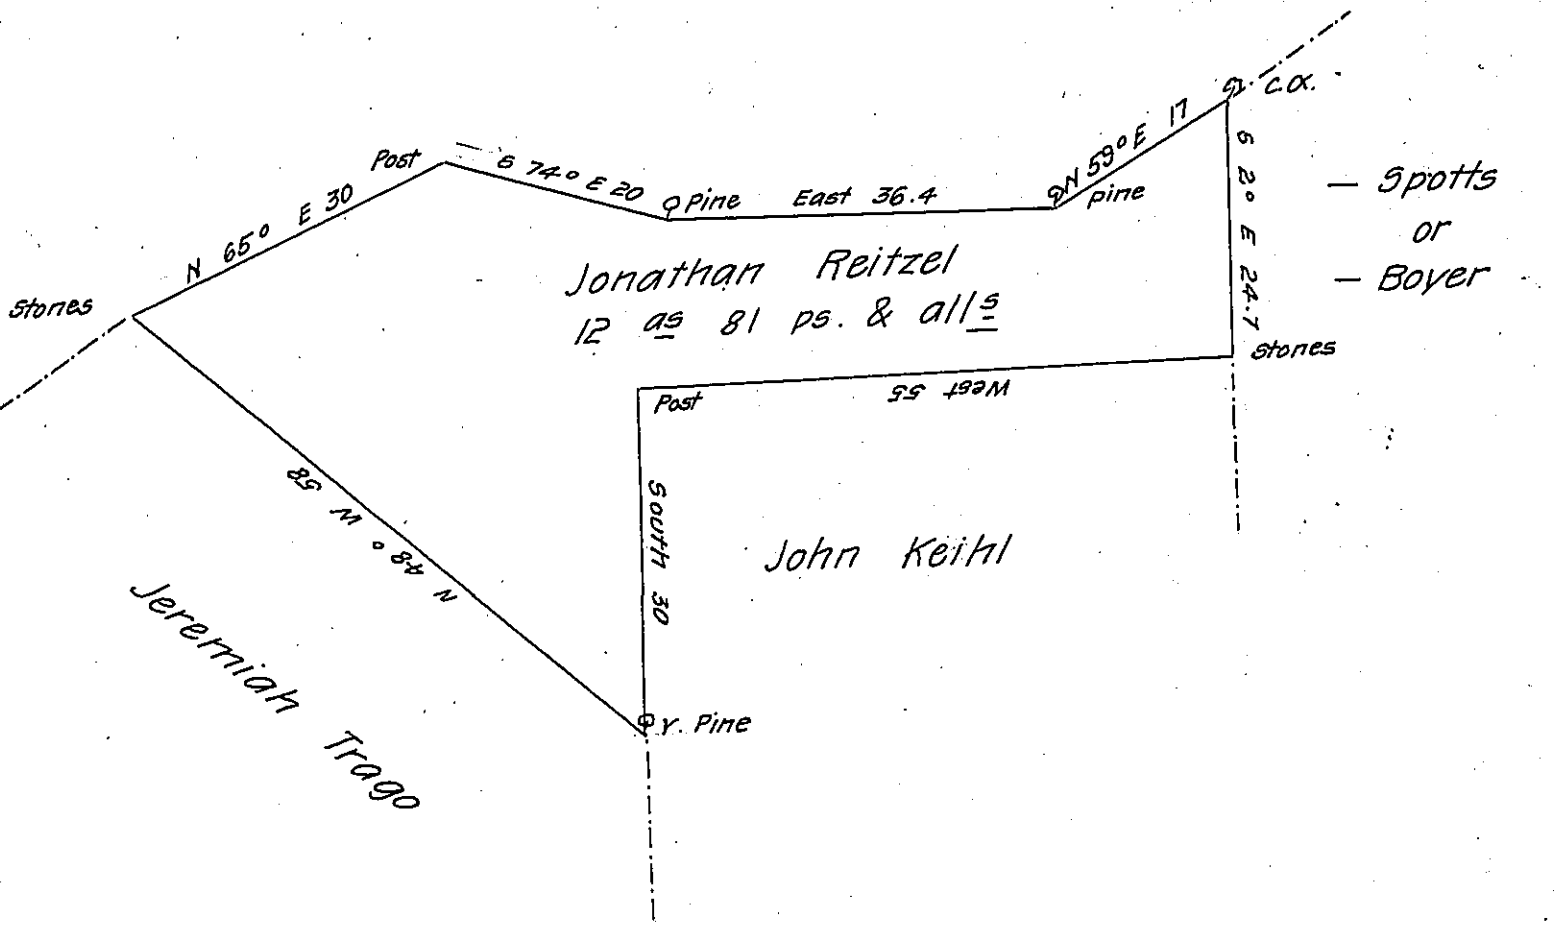 C.O.
N 59° E 17
S 74° E 20
Post
N 65° E 30
Pine
East 36.4
pine
S 2° E 24.7
— Spotts
or
— Boyer
Jonathan Reitzel
12 as 81 ps. & alls
Stones
Stones
West 55
Post
South 30
N 48° W 58
John Keihl
Jeremiah Trago
Y. Pine